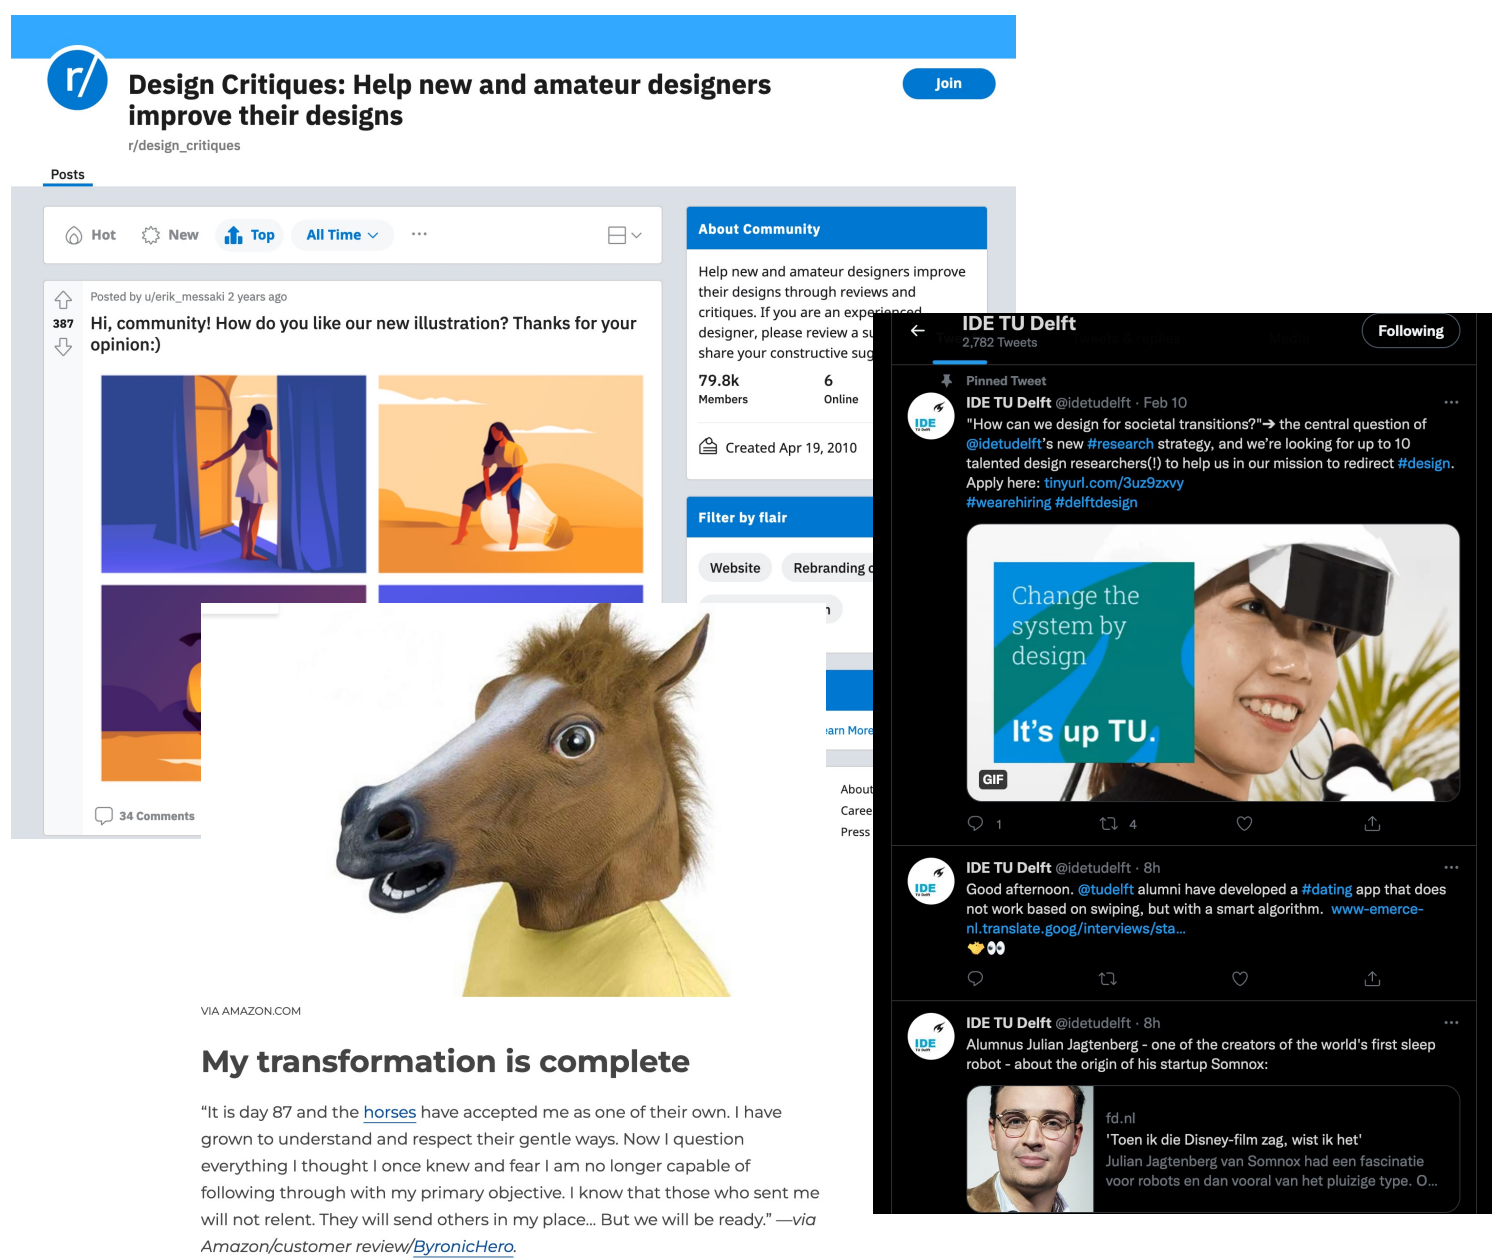 r/
Design Critiques: Help new and amateur designers
improve their designs
r/design_critiques
Join
Posts
Hot
New
Top
All Time
...
Posted by u/erik_messaki 2 years ago
387
Hi, community! How do you like our new illustration? Thanks for your
opinion:)
34 Comments
About Community
Help new and amateur designers improve
their designs through reviews and
critiques. If you are an experienced
designer, please review a
share your constructive
79.8k
6
Members
Online
Created Apr 19, 2010
Filter by flair
Website
Rebranding
Learn More
About
Press
VIA AMAZON.COM
My transformation is complete
“It is day 87 and the horses have accepted me as one of their own. I have
grown to understand and respect their gentle ways. Now I question
everything I thought I once knew and fear I am no longer capable of
following through with my primary objective. I know that those who sent me
will not relent. They will send others in my place... But we will be ready.” —via
Amazon/customer review/ByronicHero.
IDE TU Delft
2,782 Tweets
Following
Pinned Tweet
IDE TU Delft @idetudelft · Feb 10
"How can we design for societal transitions?"➔ the central question of
@idetudelft's new #research strategy, and we're looking for up to 10
talented design researchers(!) to help us in our mission to redirect #design.
Apply here: tinyurl.com/3uz9zxvy
#wearehiring #delftdesign
IDE
TU Delft
Change the
system by
design
It's up TU.
GIF
1
4
IDE TU Delft @idetudelft · 8h
Good afternoon. @tudelft alumni have developed a #dating app that does
not work based on swiping, but with a smart algorithm. www-emerce-
nl.translate.goog/interviews/sta...
IDE
TU Delft
IDE TU Delft @idetudelft · 8h
Alumnus Julian Jagtenberg - one of the creators of the world's first sleep
robot - about the origin of his startup Somnox:
IDE
TU Delft
fd.nl
'Toen ik die Disney-film zag, wist ik het'
Julian Jagtenberg van Somnox had een fascinatie
voor robots en dan vooral van het pluizige type. O...